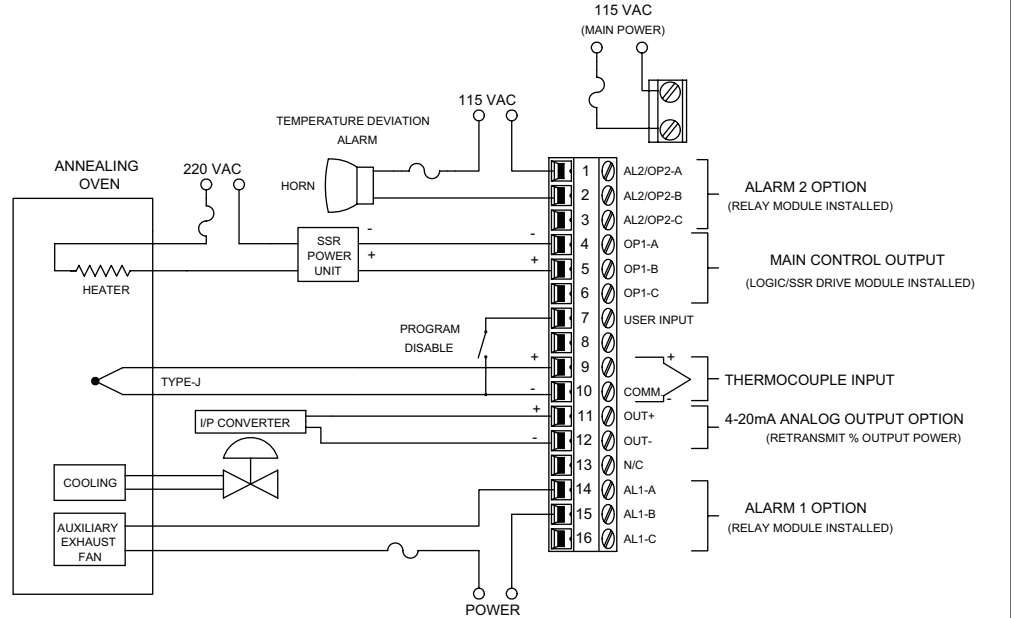 115 VAC
(MAIN POWER)
115 VAC
TEMPERATURE DEVIATION
ALARM
HORN
ANNEALING
OVEN
220 VAC
SSR
POWER
UNIT
-
+
HEATER
PROGRAM
DISABLE
TYPE-J
I/P CONVERTER
COOLING
AUXILIARY
EXHAUST
FAN
POWER
1 AL2/OP2-A
2 AL2/OP2-B
3 AL2/OP2-C
- 4 OP1-A
+ 5 OP1-B
6 OP1-C
7 USER INPUT
8
+ 9 +
- 10 COMM. -
+ 11 OUT+
- 12 OUT-
13 N/C
14 AL1-A
15 AL1-B
16 AL1-C
ALARM 2 OPTION
(RELAY MODULE INSTALLED)
MAIN CONTROL OUTPUT
(LOGIC/SSR DRIVE MODULE INSTALLED)
THERMOCOUPLE INPUT
4-20mA ANALOG OUTPUT OPTION
(RETRANSMIT % OUTPUT POWER)
ALARM 1 OPTION
(RELAY MODULE INSTALLED)